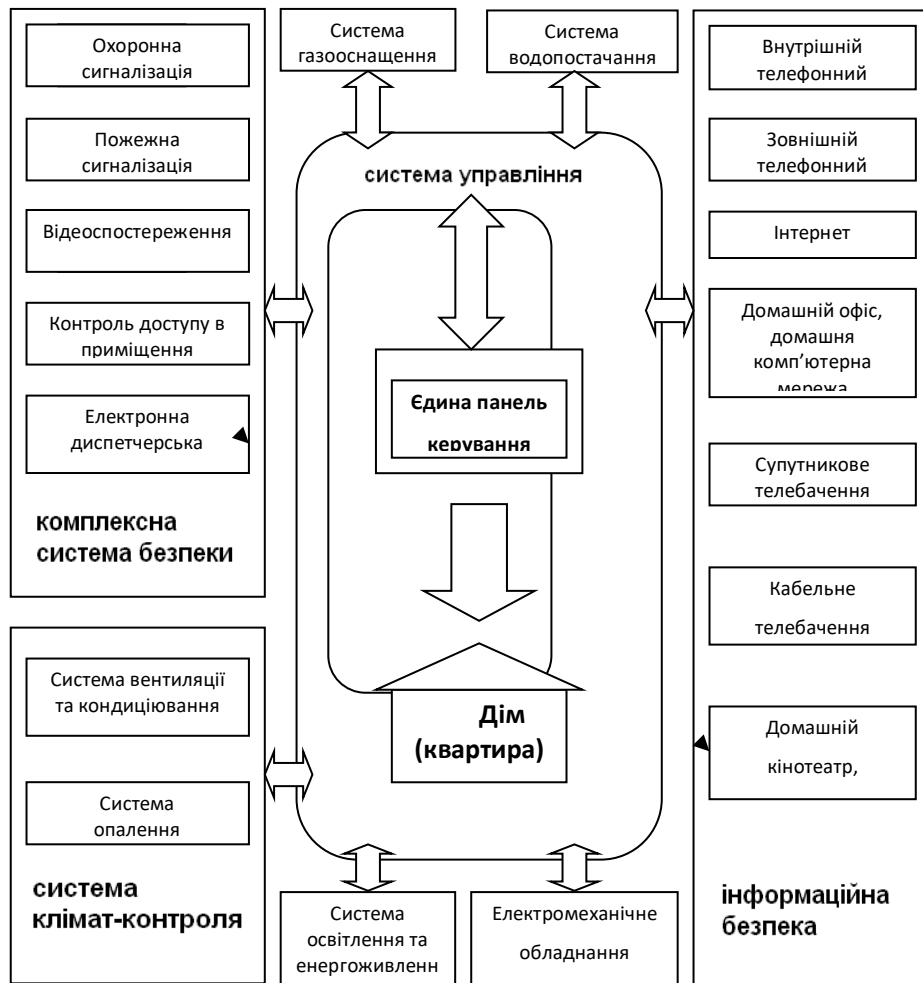 Охоронна
сигналізація
Пожежна
сигналізація
Відеоспостереження
Контроль доступу в
приміщення
Електронна
диспетчерська
комплексна
система безпеки
Система вентиляції
та кондиціювання
Система
опалення
система
клімат-контроля
Система
газооснащення
Система
водопостачання
система управління
Єдина панель
керування
Дім
(квартира)
Система
освітлення та
енергоживленн
Електромеханічне
обладнання
Внутрішній
телефонний
Зовнішній
телефонний
Інтернет
Домашній офіс,
домашня
комп’ютерна
мережа
Супутникове
телебачення
Кабельне
телебачення
Домашній
кінотеатр,
інформаційна
безпека